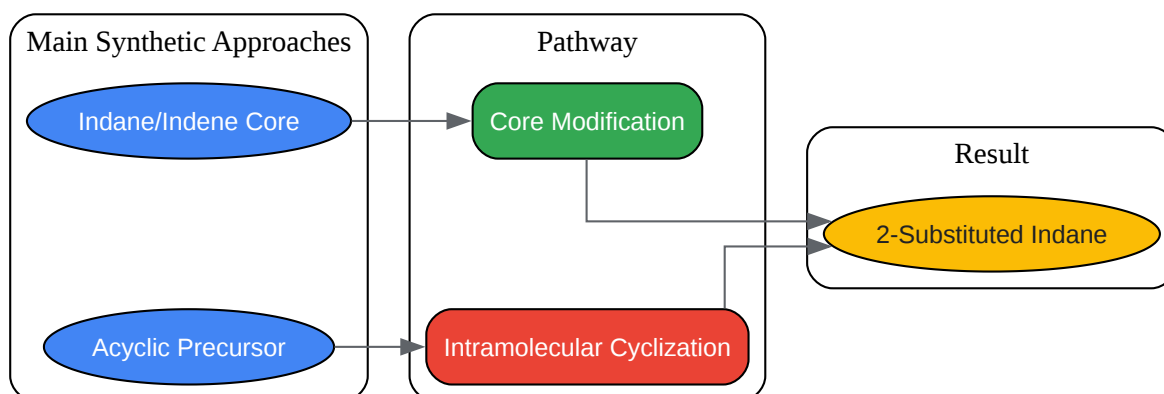 Main Synthetic Approaches
Indane/Indene Core
Acyclic Precursor
Pathway
Core Modification
Intramolecular Cyclization
Result
2-Substituted Indane